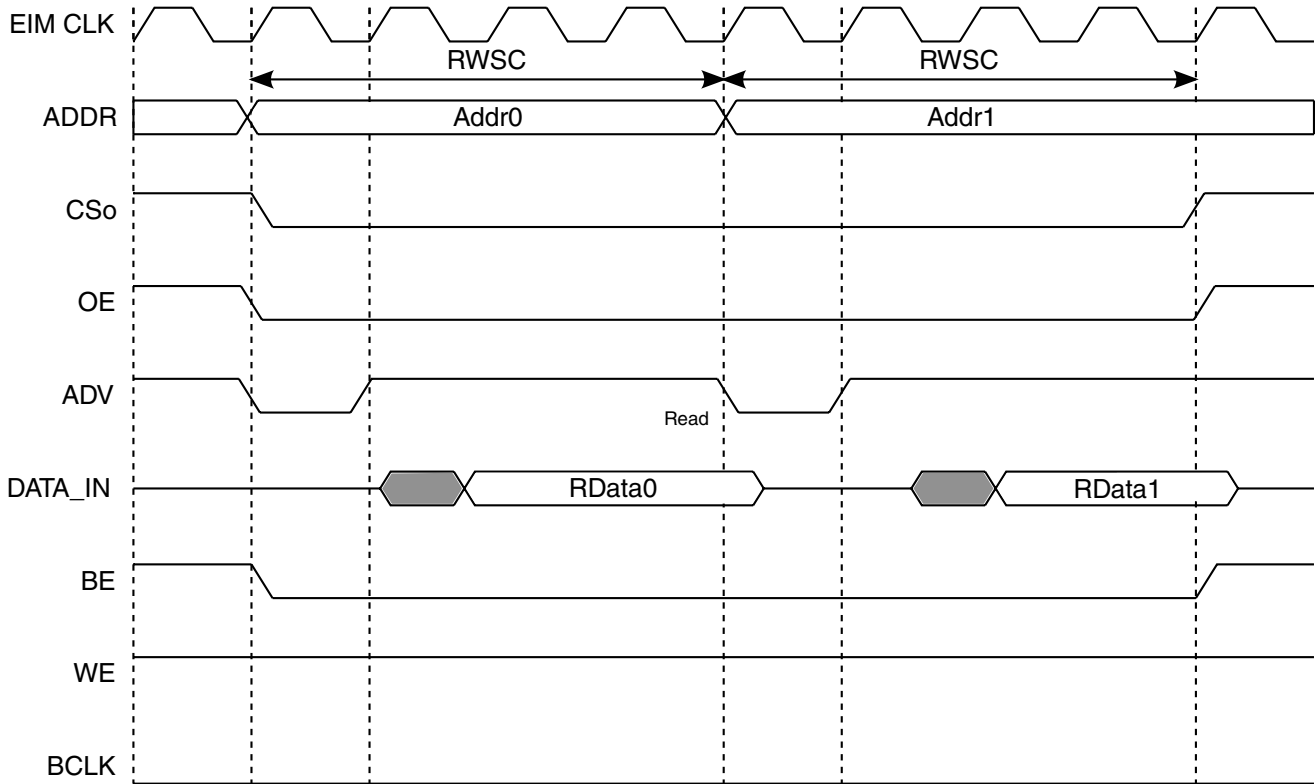 EIM CLK
RWSC RWSC
ADDR Addr0 Addr1
CSo
OE
ADV
Read
DATA_IN RData0 RData1
BE
WE
BCLK